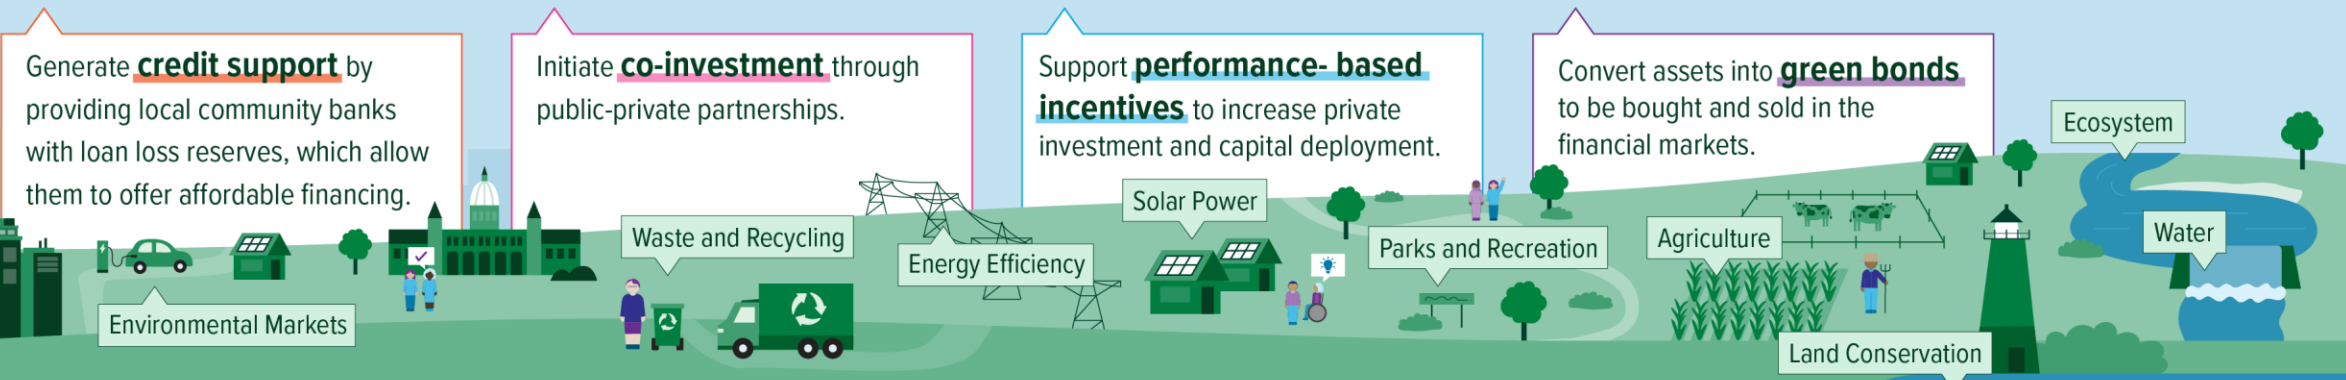 Generate credit support by
providing local community banks
with loan loss reserves, which allow
them to offer affordable financing.
Initiate co-investment through
public-private partnerships.
Support performance- based
incentives to increase private
investment and capital deployment.
Convert assets into green bonds
to be bought and sold in the
financial markets.
Environmental Markets
Waste and Recycling
Energy Efficiency
Solar Power
Parks and Recreation
Agriculture
Land Conservation
Ecosystem
Water